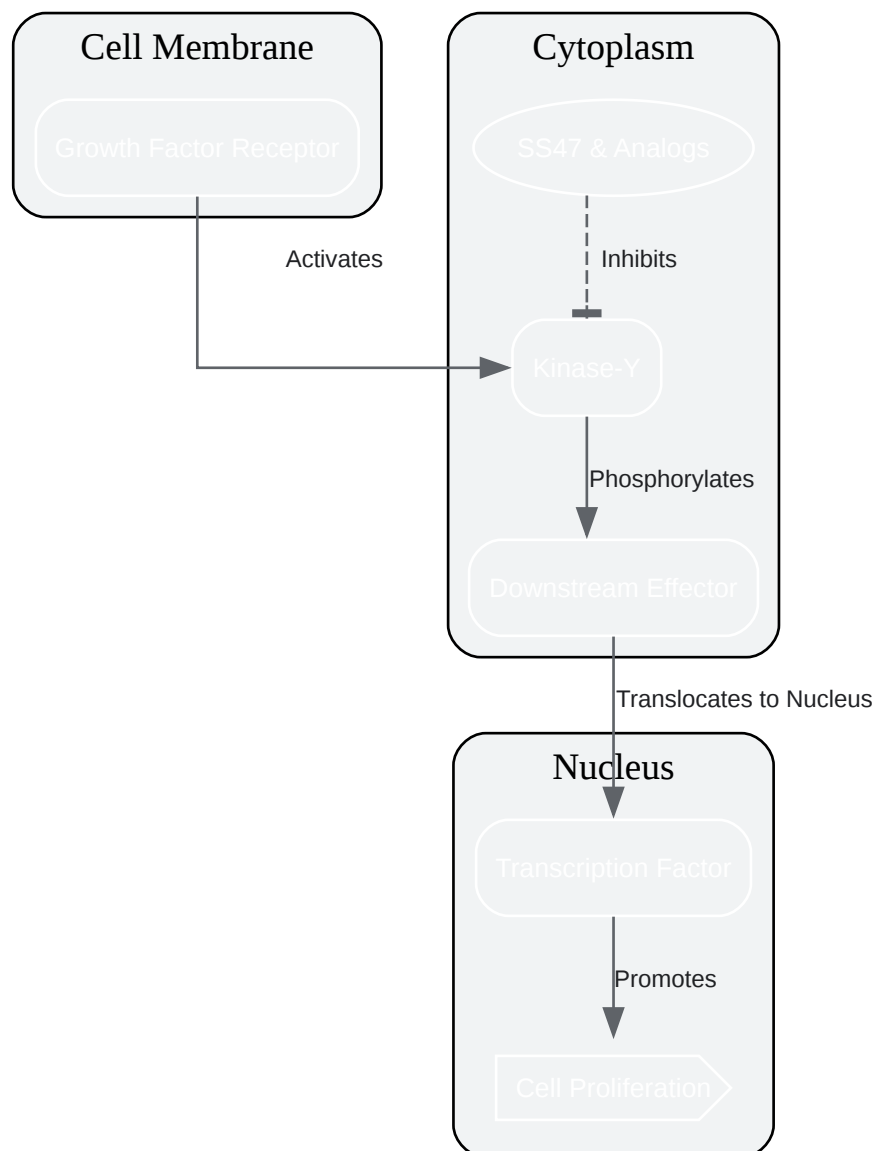 Cell Membrane
Growth Factor Receptor
Cytoplasm
SS47 & Analogs
Activates
Inhibits
Kinase-Y
Phosphorylates
Downstream Effector
Translocates to Nucleus
Nucleus
Transcription Factor
Promotes
Cell Proliferation